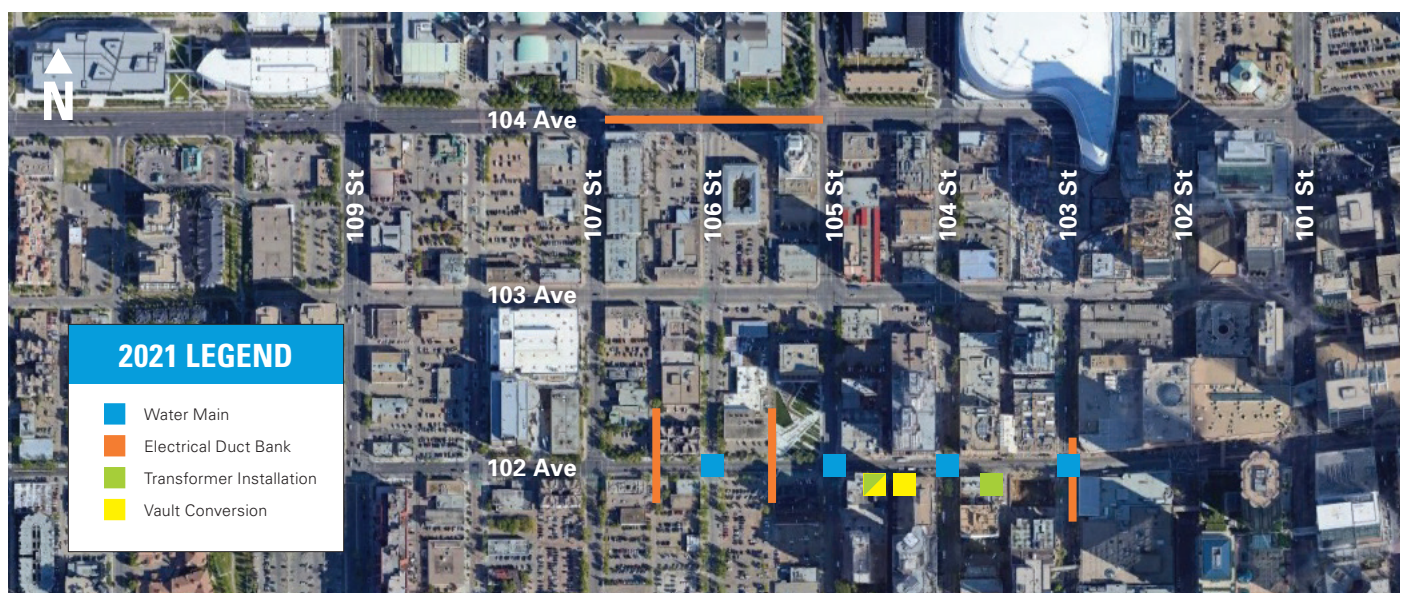 N
104 Ave
109 St
107 St
106 St
105 St
104 St
103 St
102 St
101 St
103 Ave
2021 LEGEND
Water Main
Electrical Duct Bank
Transformer Installation
Vault Conversion
102 Ave